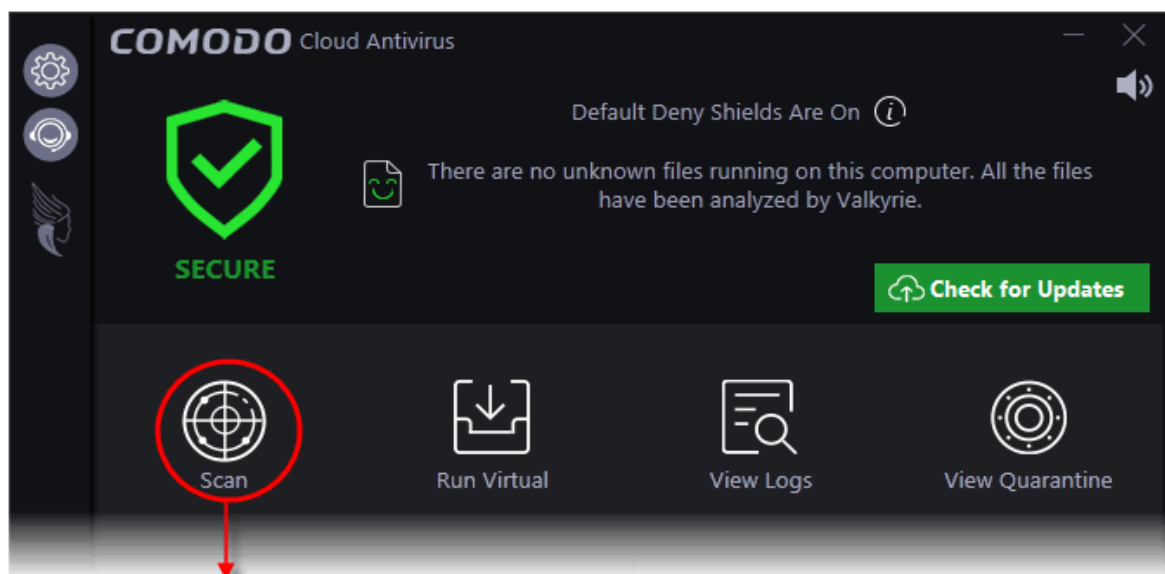 COMODO Cloud Antivirus
Default Deny Shields Are On
There are no unknown files running on this computer. All the files
have been analyzed by Valkyrie.
SECURE
Check for Updates
Scan
Run Virtual
View Logs
View Quarantine